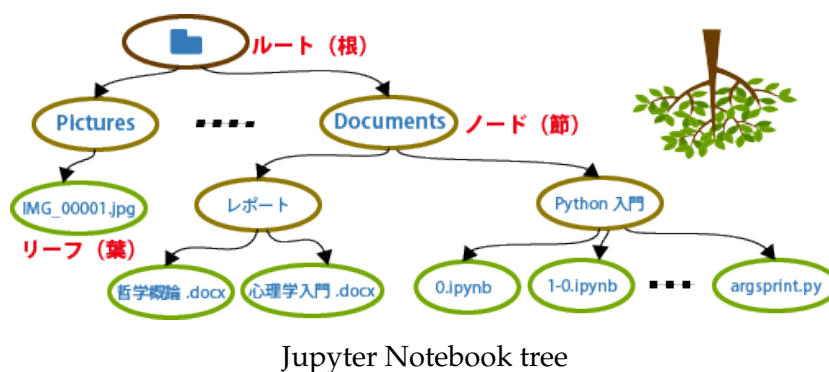 ルート（根）
Pictures
Documents
ノード（節）
IMG_00001.jpg
レポート
Python 入門
リーフ（葉）
哲学概論 .docx
心理学入門 .docx
0.ipynb
1-0.ipynb
argsprint.py
Jupyter Notebook tree